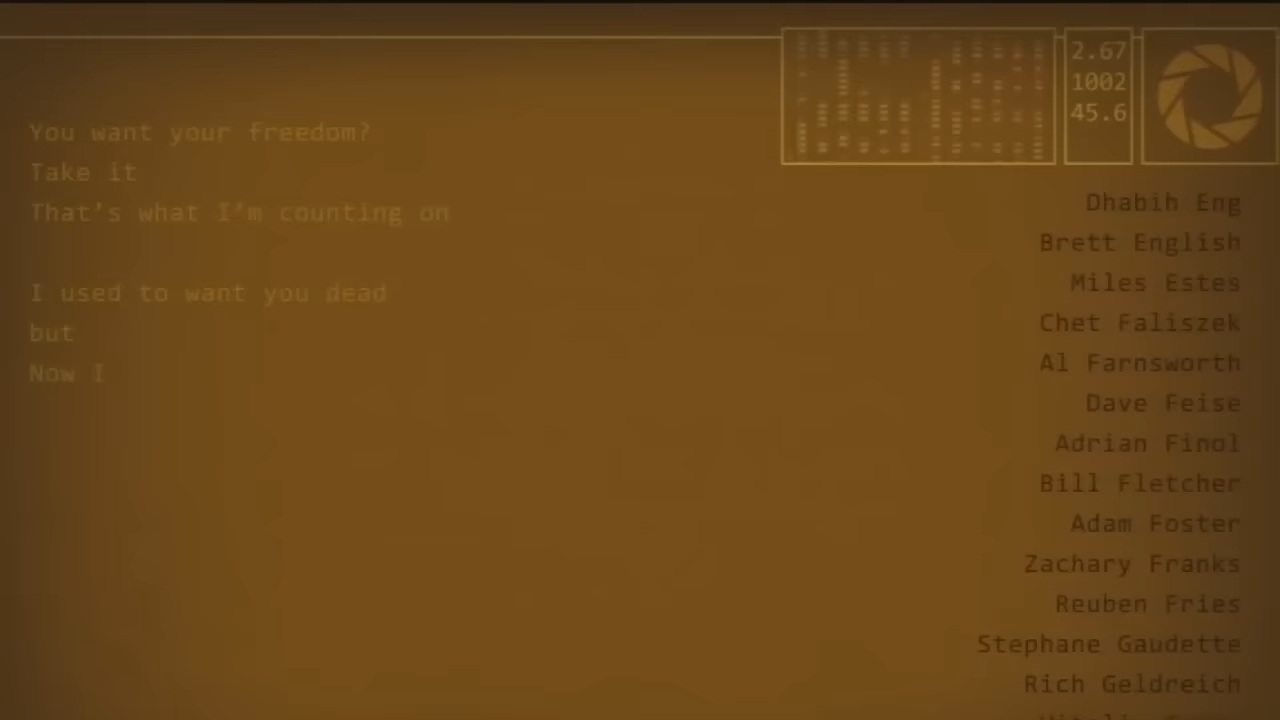 2.67
1002
45.6
You want your freedom?
Take it
That's what I'm counting on
I used to want you dead
but
Now I
Dhabih Eng
Brett English
Miles Estes
Chet Faliszek
Al Farnsworth
Dave Feise
Adrian Finol
Bill Fletcher
Adam Foster
Zachary Franks
Reuben Fries
Stephane Gaudette
Rich Geldreich